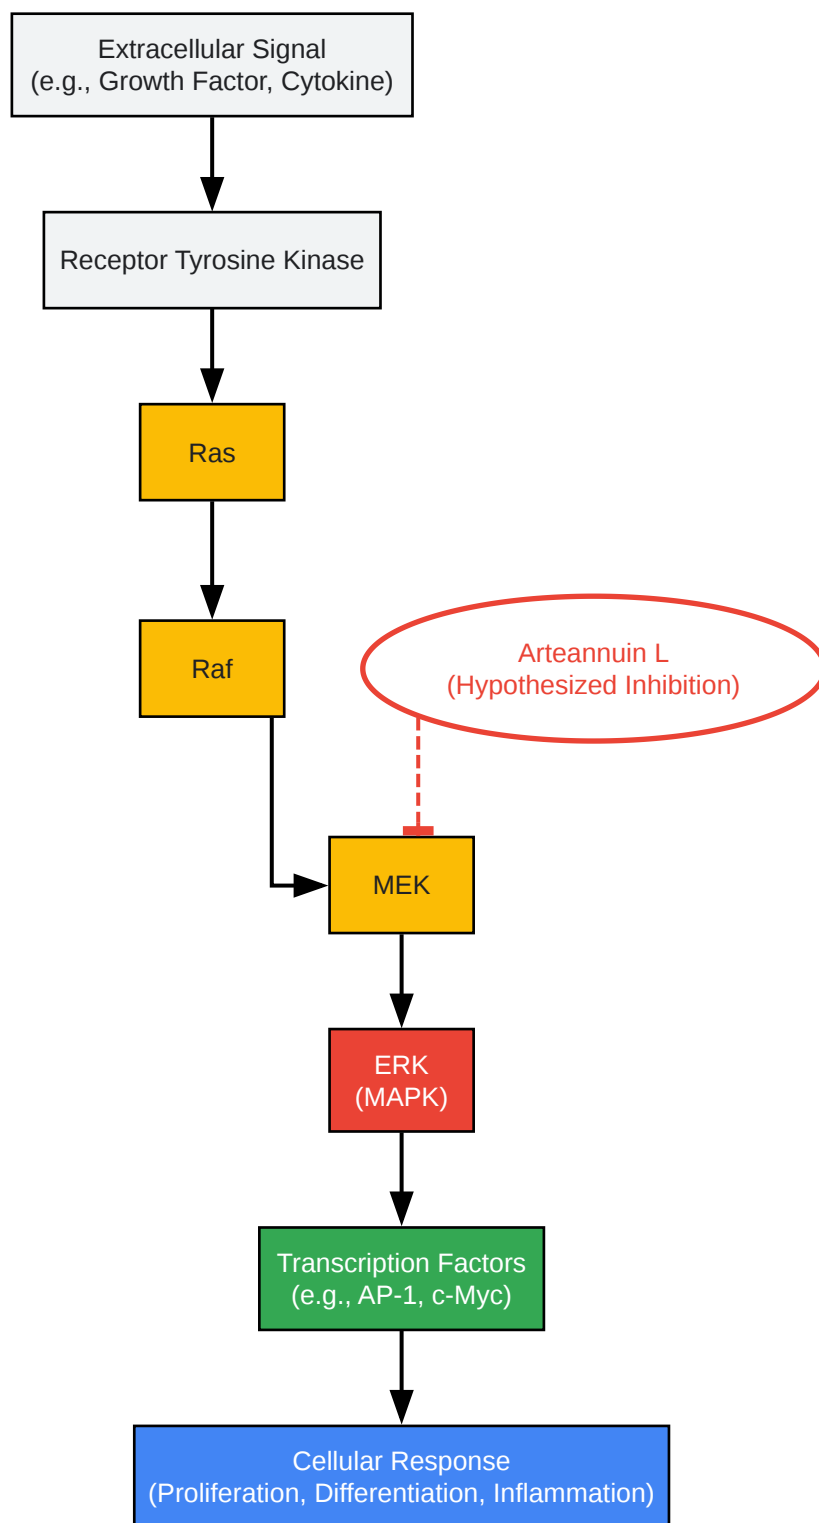 Extracellular Signal
(e.g., Growth Factor, Cytokine)
Receptor Tyrosine Kinase
Ras
Raf
Arteannuin L
(Hypothesized Inhibition)
MEK
ERK
(MAPK)
Transcription Factors
(e.g., AP-1, c-Myc)
Cellular Response
(Proliferation, Differentiation, Inflammation)